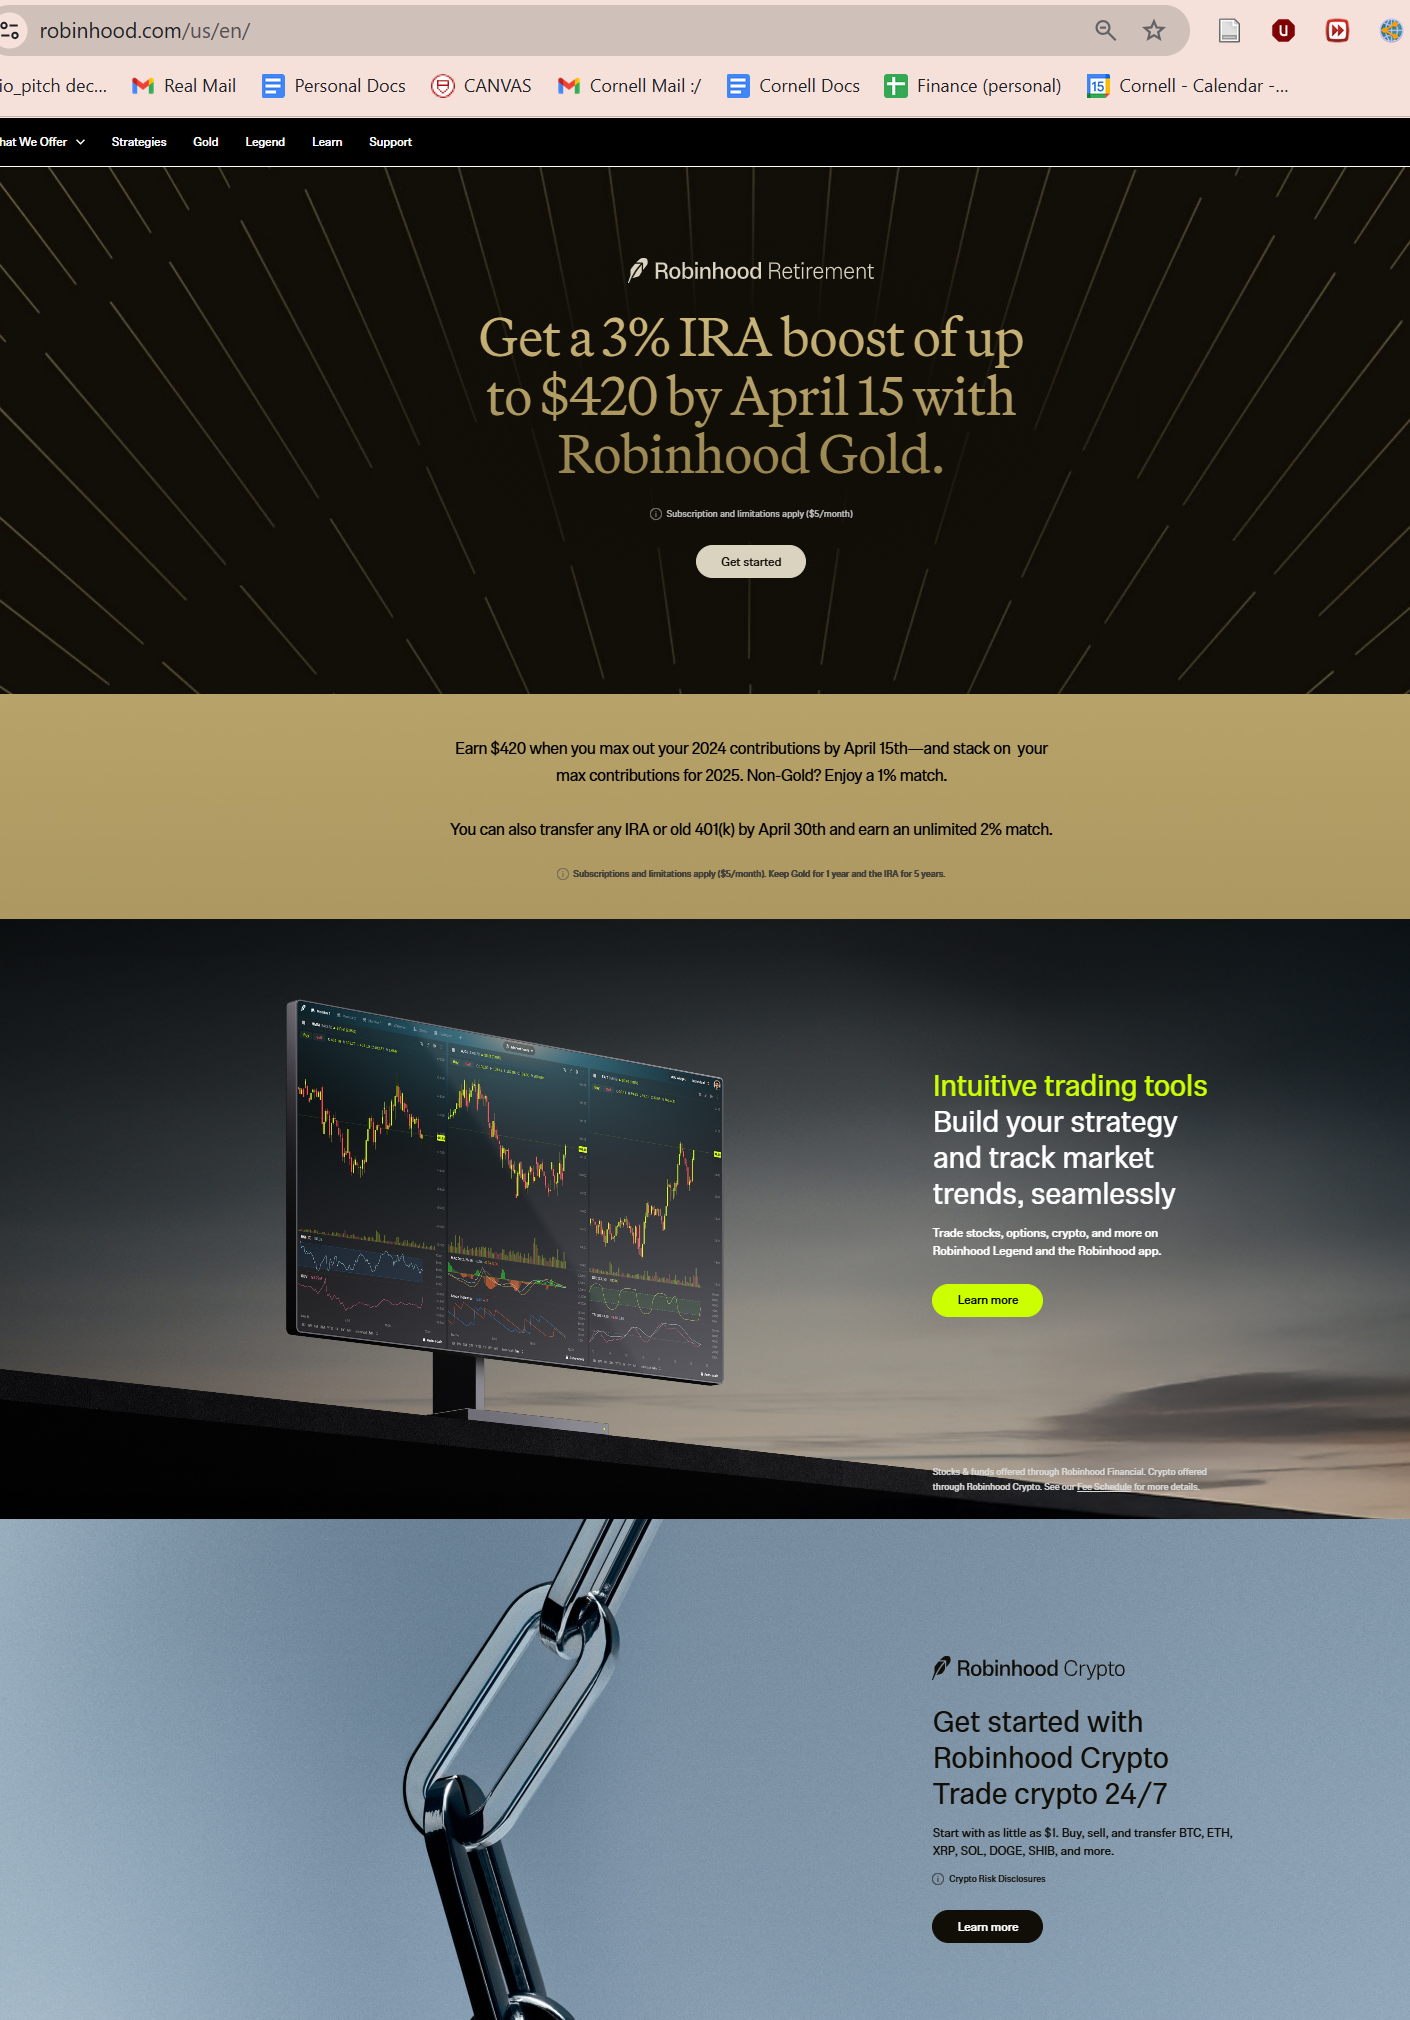 robinhood.com/us/en/
io_pitch dec... Real Mail Personal Docs CANVAS Cornell Mail :/ Cornell Docs Finance (personal) 15 Cornell - Calendar -...
hat We Offer Strategies Gold Legend Learn Support
Robinhood Retirement
Get a 3% IRA boost of up
to $420 by April 15 with
Robinhood Gold.
Subscription and limitations apply ($5/month)
Get started
Earn $420 when you max out your 2024 contributions by April 15th—and stack on your
max contributions for 2025. Non-Gold? Enjoy a 1% match.
You can also transfer any IRA or old 401(k) by April 30th and earn an unlimited 2% match.
Subscriptions and limitations apply ($5/month). Keep Gold for 1 year and the IRA for 5 years.
Intuitive trading tools
Build your strategy
and track market
trends, seamlessly
Trade stocks, options, crypto, and more on
Robinhood Legend and the Robinhood app.
Learn more
Stocks & funds offered through Robinhood Financial. Crypto offered
through Robinhood Crypto. See our Fee Schedule for more details.
Robinhood Crypto
Get started with
Robinhood Crypto
Trade crypto 24/7
Start with as little as $1. Buy, sell, and transfer BTC, ETH,
XRP, SOL, DOGE, SHIB, and more.
Crypto Risk Disclosures
Learn more